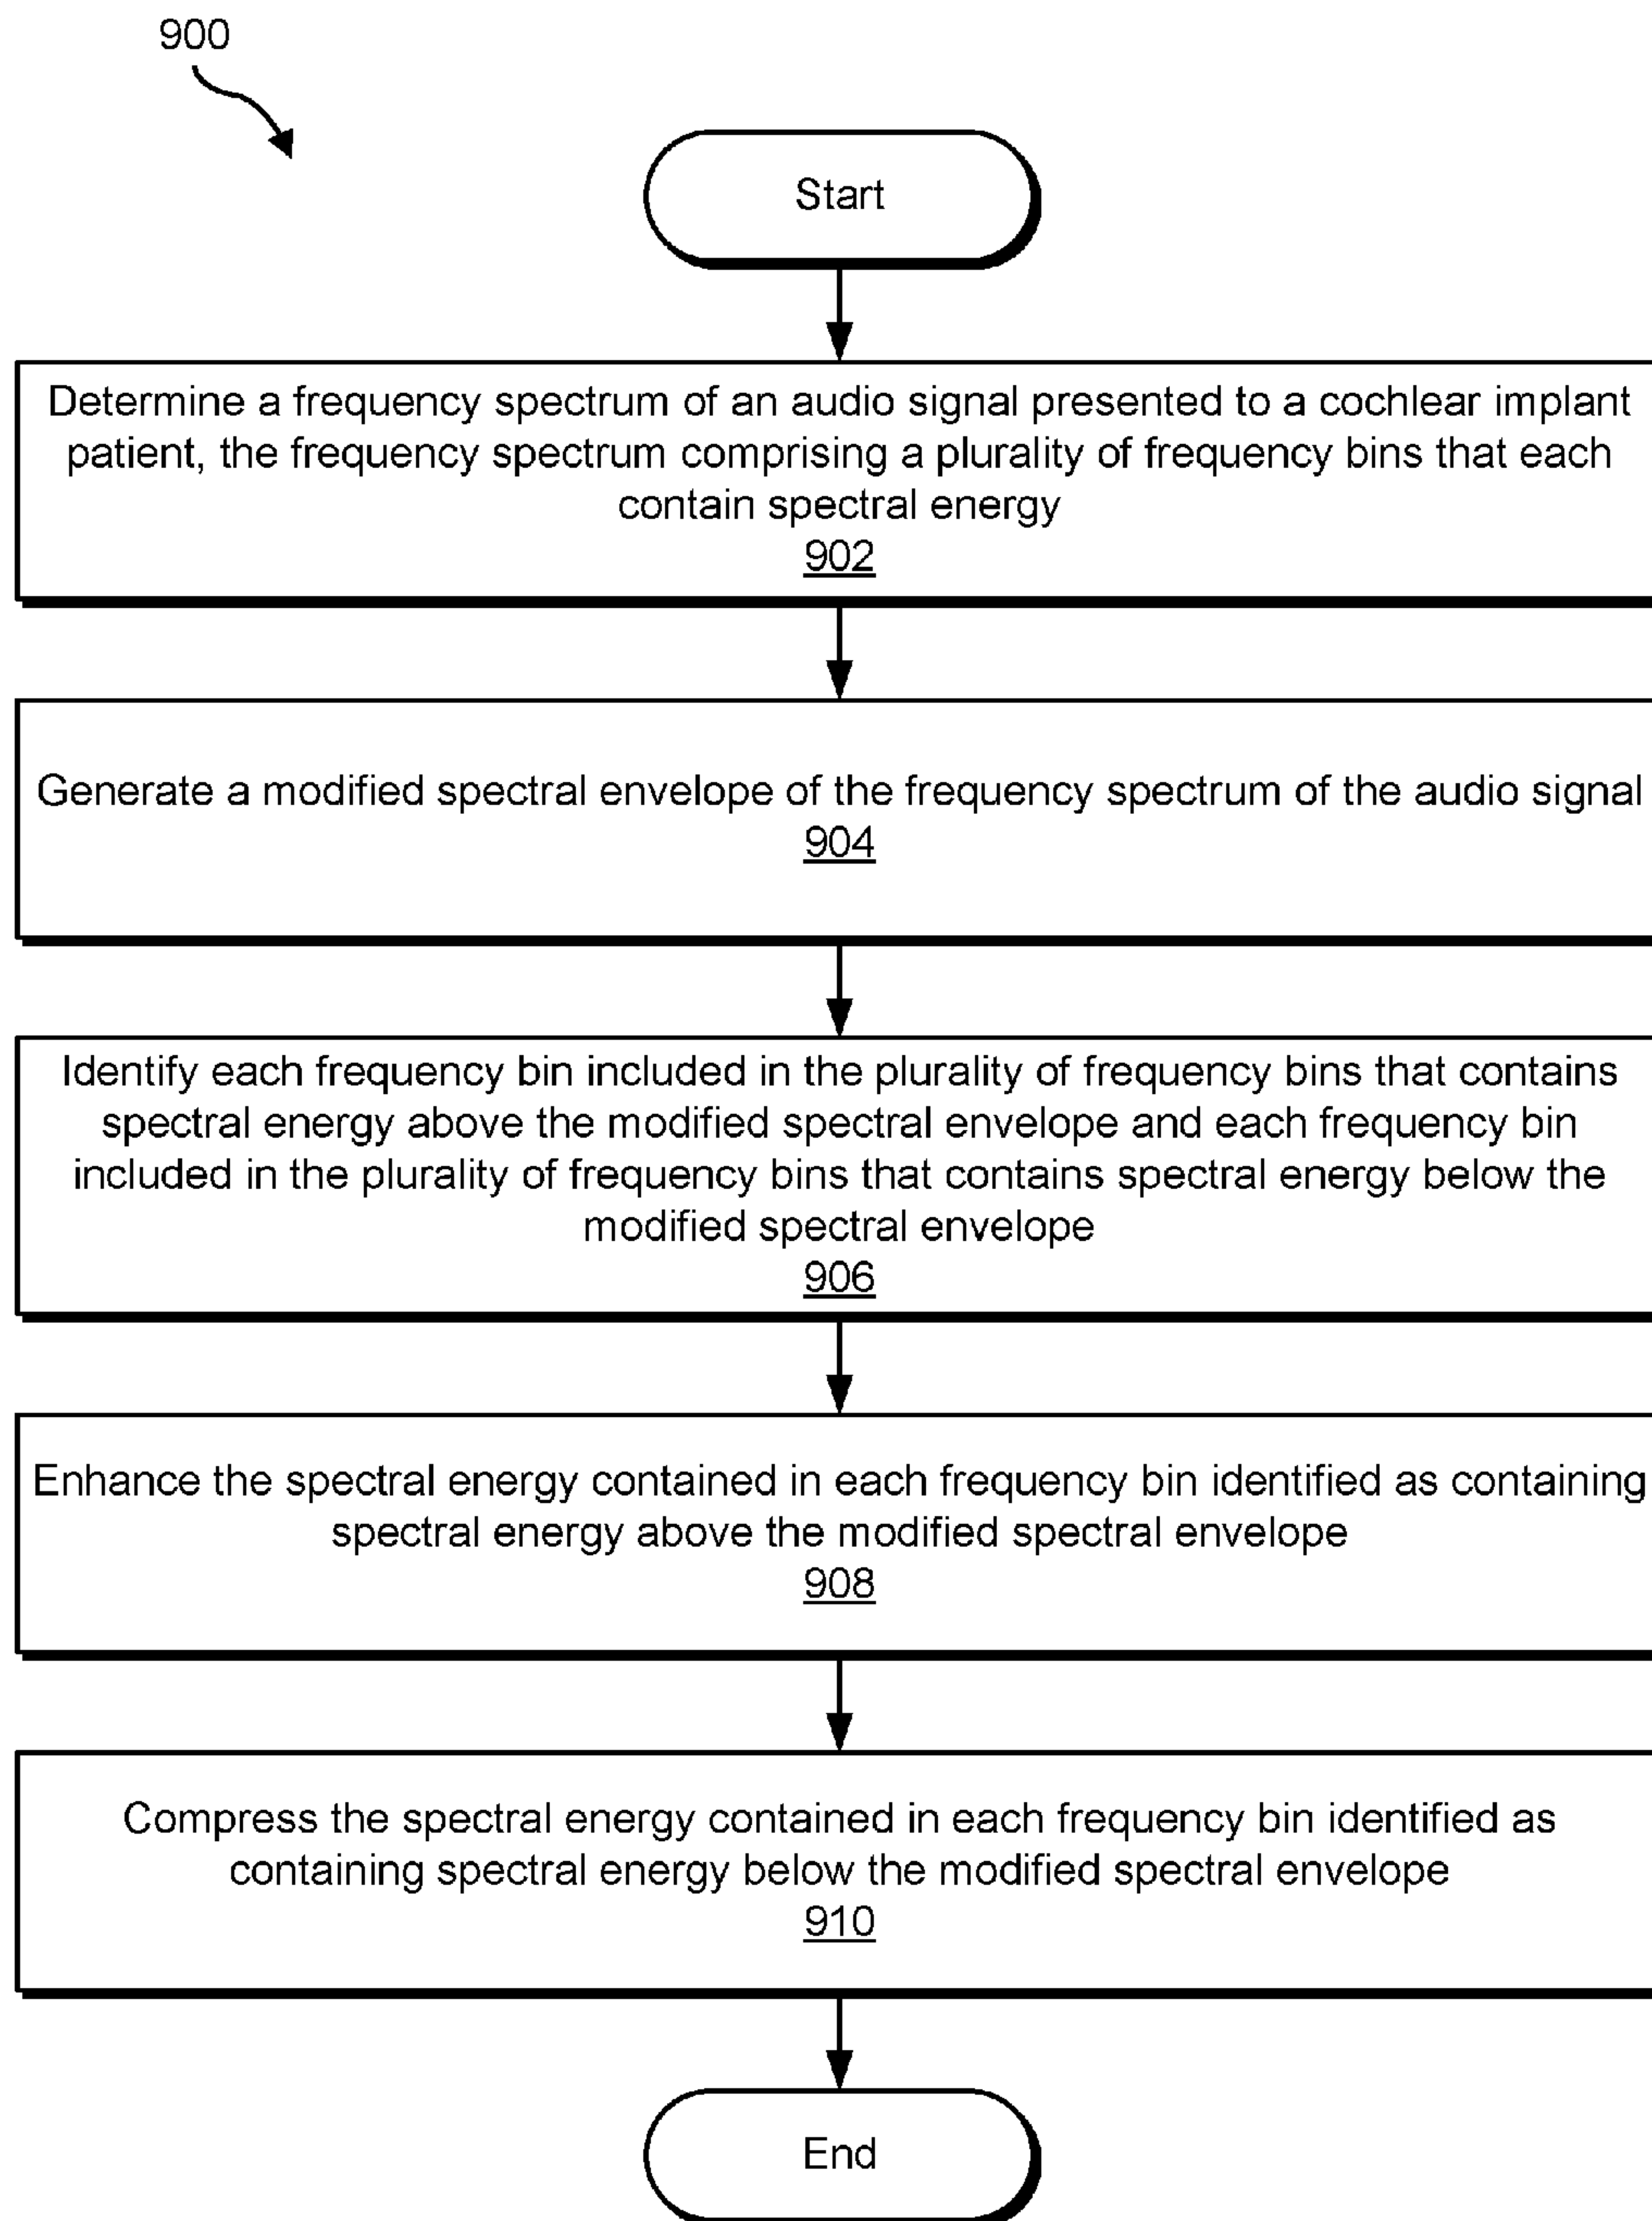 900
Start
Determine a frequency spectrum of an audio signal presented to a cochlear implant
patient, the frequency spectrum comprising a plurality of frequency bins that each
contain spectral energy
902
Generate a modified spectral envelope of the frequency spectrum of the audio signal
904
Identify each frequency bin included in the plurality of frequency bins that contains
spectral energy above the modified spectral envelope and each frequency bin
included in the plurality of frequency bins that contains spectral energy below the
modified spectral envelope
906
Enhance the spectral energy contained in each frequency bin identified as containing
spectral energy above the modified spectral envelope
908
Compress the spectral energy contained in each frequency bin identified as
containing spectral energy below the modified spectral envelope
910
End